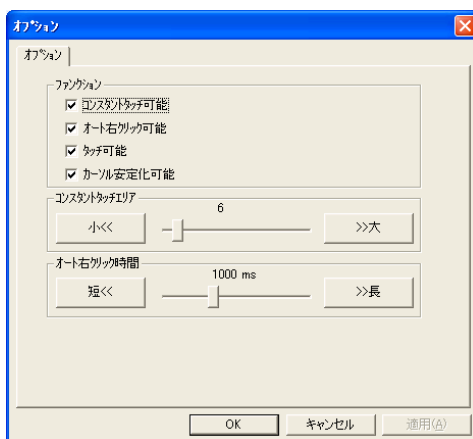 オプション
オプション
ファンクション
コンスタントタッチ可能
オート右クリック可能
タッチ可能
カーソル安定化可能
コンスタントタッチエリア
6
小<<
>>大
オート右クリック時間
1000 ms
短<<
>>長
OK
キャンセル
適用(A)